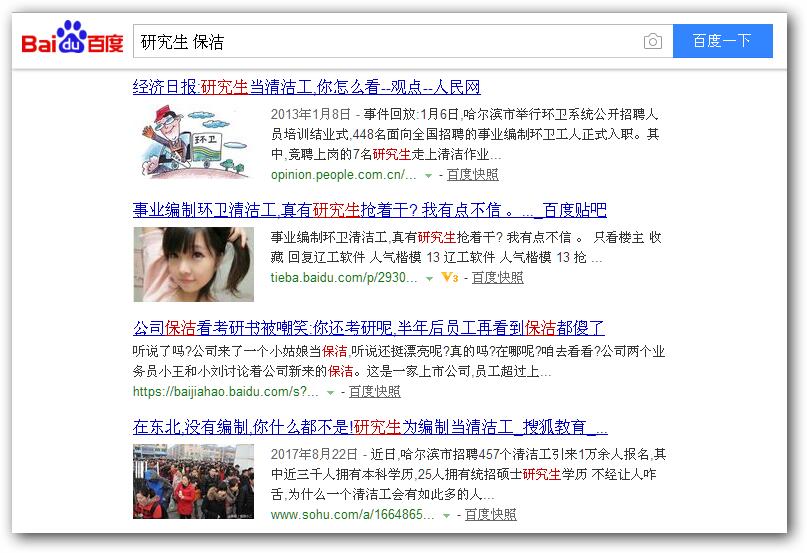 Bai du 百度
研究生 保洁
百度一下
经济日报:研究生当清洁工,你怎么看--观点--人民网
环卫
2013年1月8日 - 事件回放:1月6日,哈尔滨市举行环卫系统公开招聘人
员培训结业式,448名面向全国招聘的事业编制环卫工人正式入职。其
中,竞聘上岗的7名研究生走上清洁作业...
opinion.people.com.cn/... - 百度快照
事业编制环卫清洁工,真有研究生抢着干? 我有点不信 。..._百度贴吧
事业编制环卫清洁工,真有研究生抢着干? 我有点不信 。 只看楼主 收
藏 回复辽工软件 人气楷模 13 辽工软件 人气楷模 13 抢 ...
tieba.baidu.com/p/2930... V3 - 百度快照
公司保洁看考研书被嘲笑:你还考研呢,半年后员工再看到保洁都傻了
听说了吗?公司来了一个小姑娘当保洁,听说还挺漂亮呢?真的吗?在哪呢?咱去看看?公司两个业
务员小王和小刘讨论着公司新来的保洁。这是一家上市公司,员工超过上...
https://baijiahao.baidu.com/s?... - 百度快照
在东北,没有编制,你什么都不是!研究生为编制当清洁工_搜狐教育_...
2017年8月22日 - 近日,哈尔滨市招聘457个清洁工引来1万余人报名,其
中近三千人拥有本科学历,25人拥有统招硕士研究生学历 不经让人咋
舌,为什么一个清洁工会有如此多的人...
www.sohu.com/a/1664865... - 百度快照